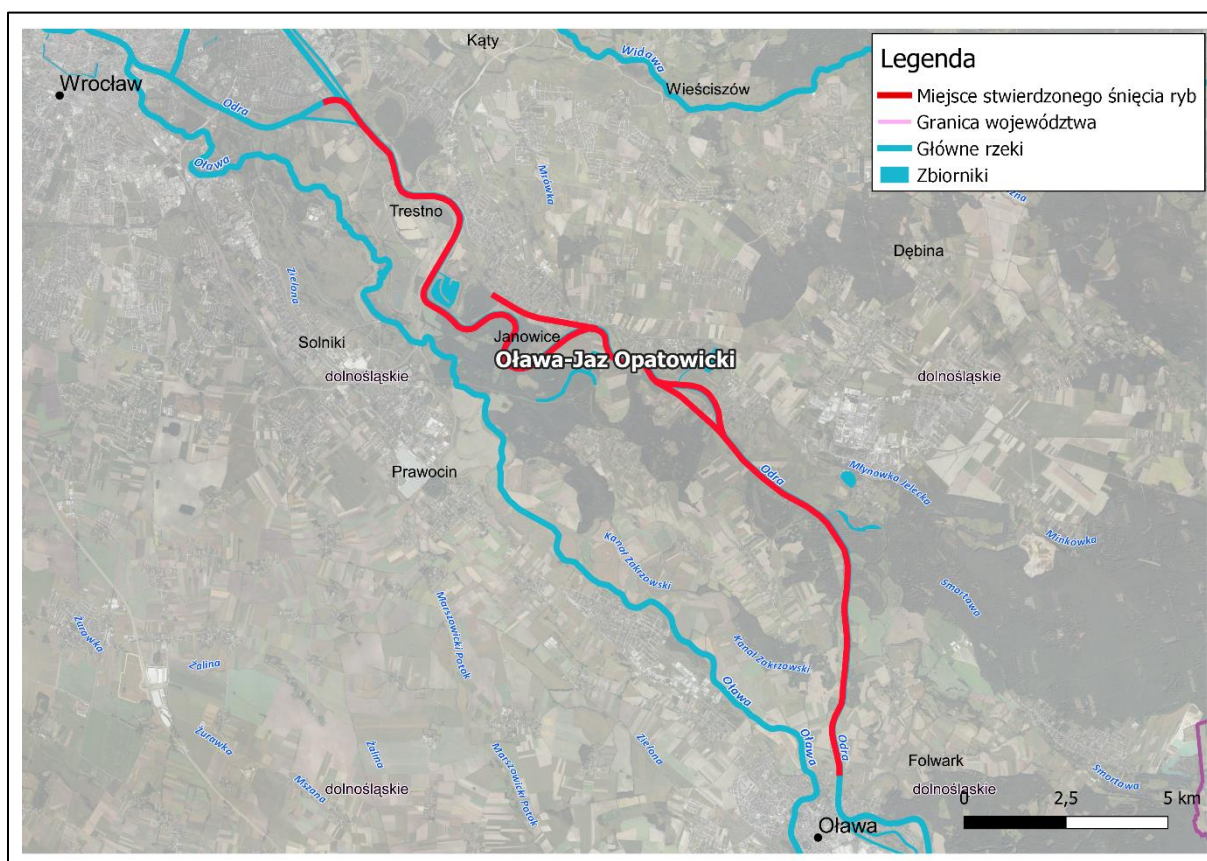 Kąty
Widawa
Wieściszów
Wrocław
Odra
Oława
Legenda
Miejsce stwierdzonego śnięcia ryb
Granica województwa
Główne rzeki
Zbiorniki
Mrówka
Trestno
Dębina
Zielona
Solniki
Janowice
Oława-Jaz Opatowicki
dolnośląskie
dolnośląskie
Prawocin
Odra
Młynówka Jelecka
Minkówka
Smortawa
Kanał Zakrzowski
Marszowicki Potok
Żurawka
Żalina
Kanał Zakrzowski
Oława
Oława
Odra
Żurawka
Żalina
Mszana
Marszowicki Potok
Zielona
Folwark
Smortawa
dolnośląskie
dolnośląskie
0 2,5 5 km
Oława